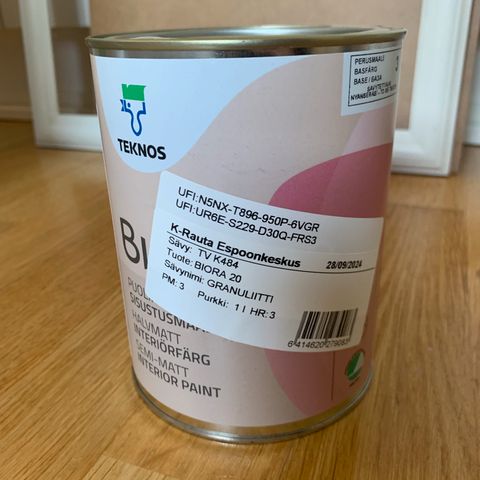 TEKNOS
PERUSMAALI
BASFÄRG
BASE / БАЗА
3
UFI:N5NX-T896-950P-6VGR
UFI:UR6E-S229-D30Q-FRS3
K-Rauta Espoonkeskus 28/09/2024
Sävy: TV K484
Tuote: BIORA 20
Sävynimi: GRANULIITTI
PM: 3 Purkki: 1 l HR: 3
HALVMATT
INTERIÖRFÄRG
SEMI-MATT
INTERIOR PAINT